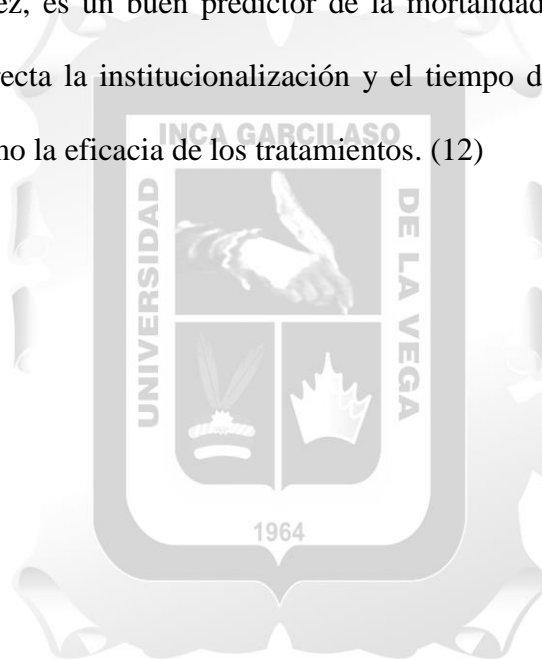 ez, es un buen predictor de la mortalidad
recta la institucionalización y el tiempo d
no la eficacia de los tratamientos. (12)
INCA GARCILASO
UNIVERSIDAD
DE LA VEGA
1964